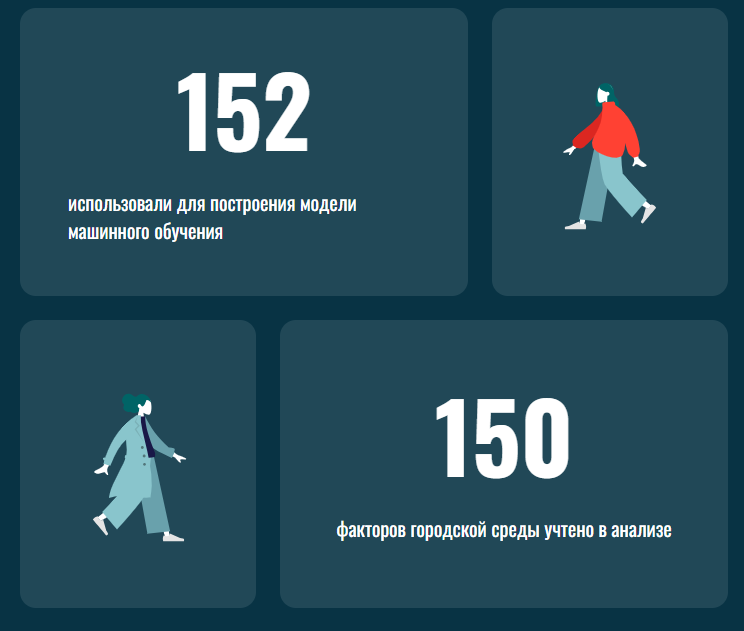 152
использовали для построения модели
машинного обучения
150
факторов городской среды учтено в анализе